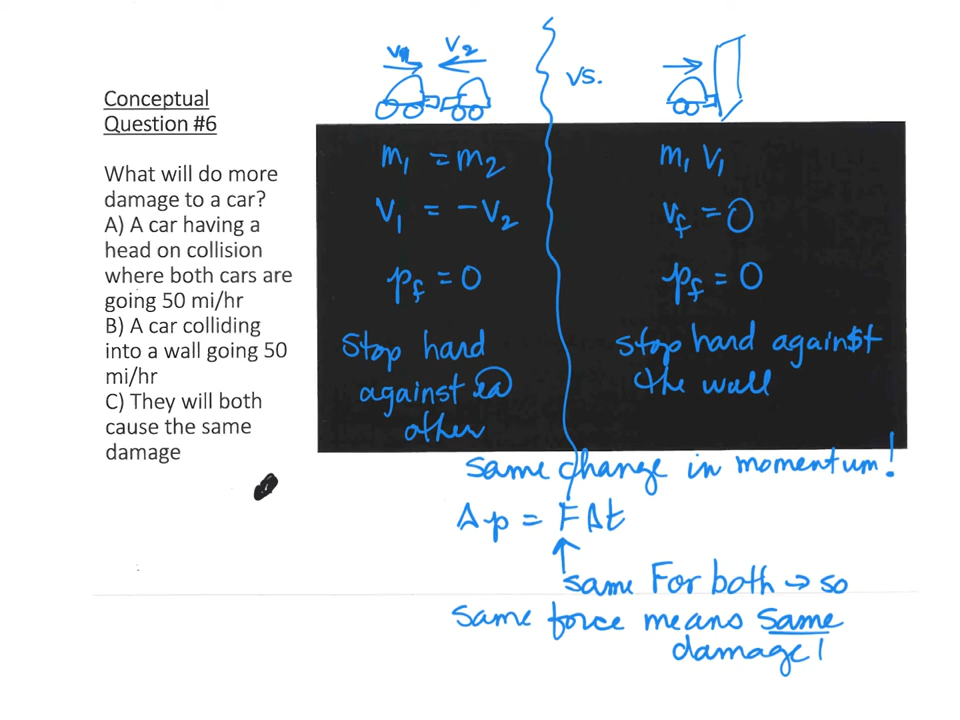 Conceptual
Question #6
What will do more
damage to a car?
A) A car having a
head on collision
where both cars are
going 50 mi/hr
B) A car colliding
into a wall going 50
mi/hr
C) They will both
cause the same
damage
V1 V2
m1 = m2
V1 = -V2
pf = 0
Stop hard
against ea
other
vs.
m1 V1
vf = 0
pf = 0
stop hard against
the wall
same change in momentum!
Δp = FΔt
↑
same For both → so
same force means same
damage!